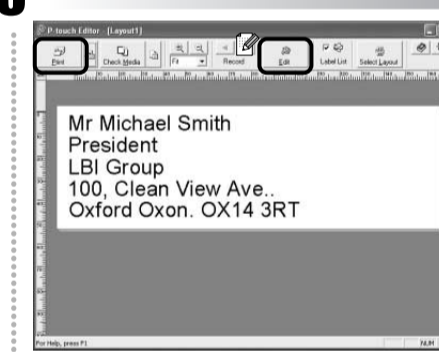 P-touch Editor - [Layout1]
Print Check Media Fit Record Edit Label List Select Layout
Mr Michael Smith
President
LBI Group
100, Clean View Ave..
Oxford Oxon. OX14 3RT
For Help, press F1 NUM